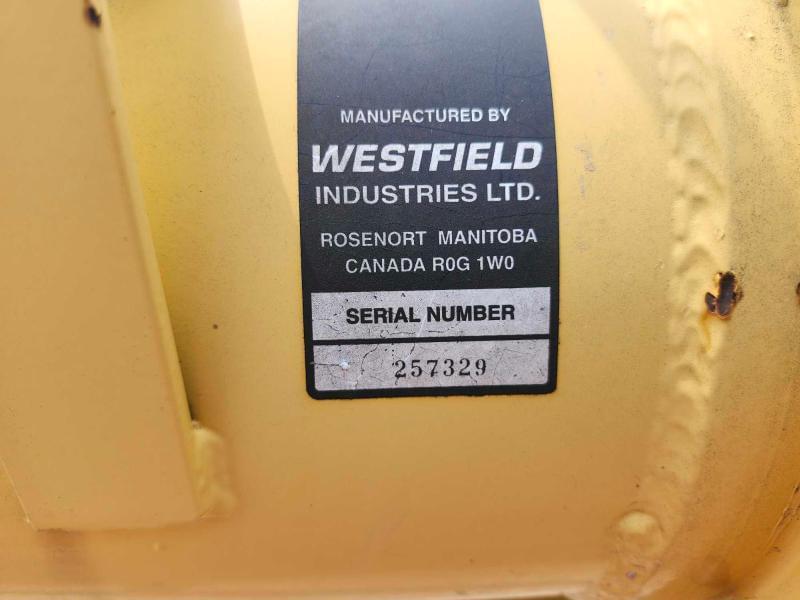 MANUFACTURED BY
WESTFIELD
INDUSTRIES LTD.
ROSENORT MANITOBA
CANADA R0G 1W0
SERIAL NUMBER
257329